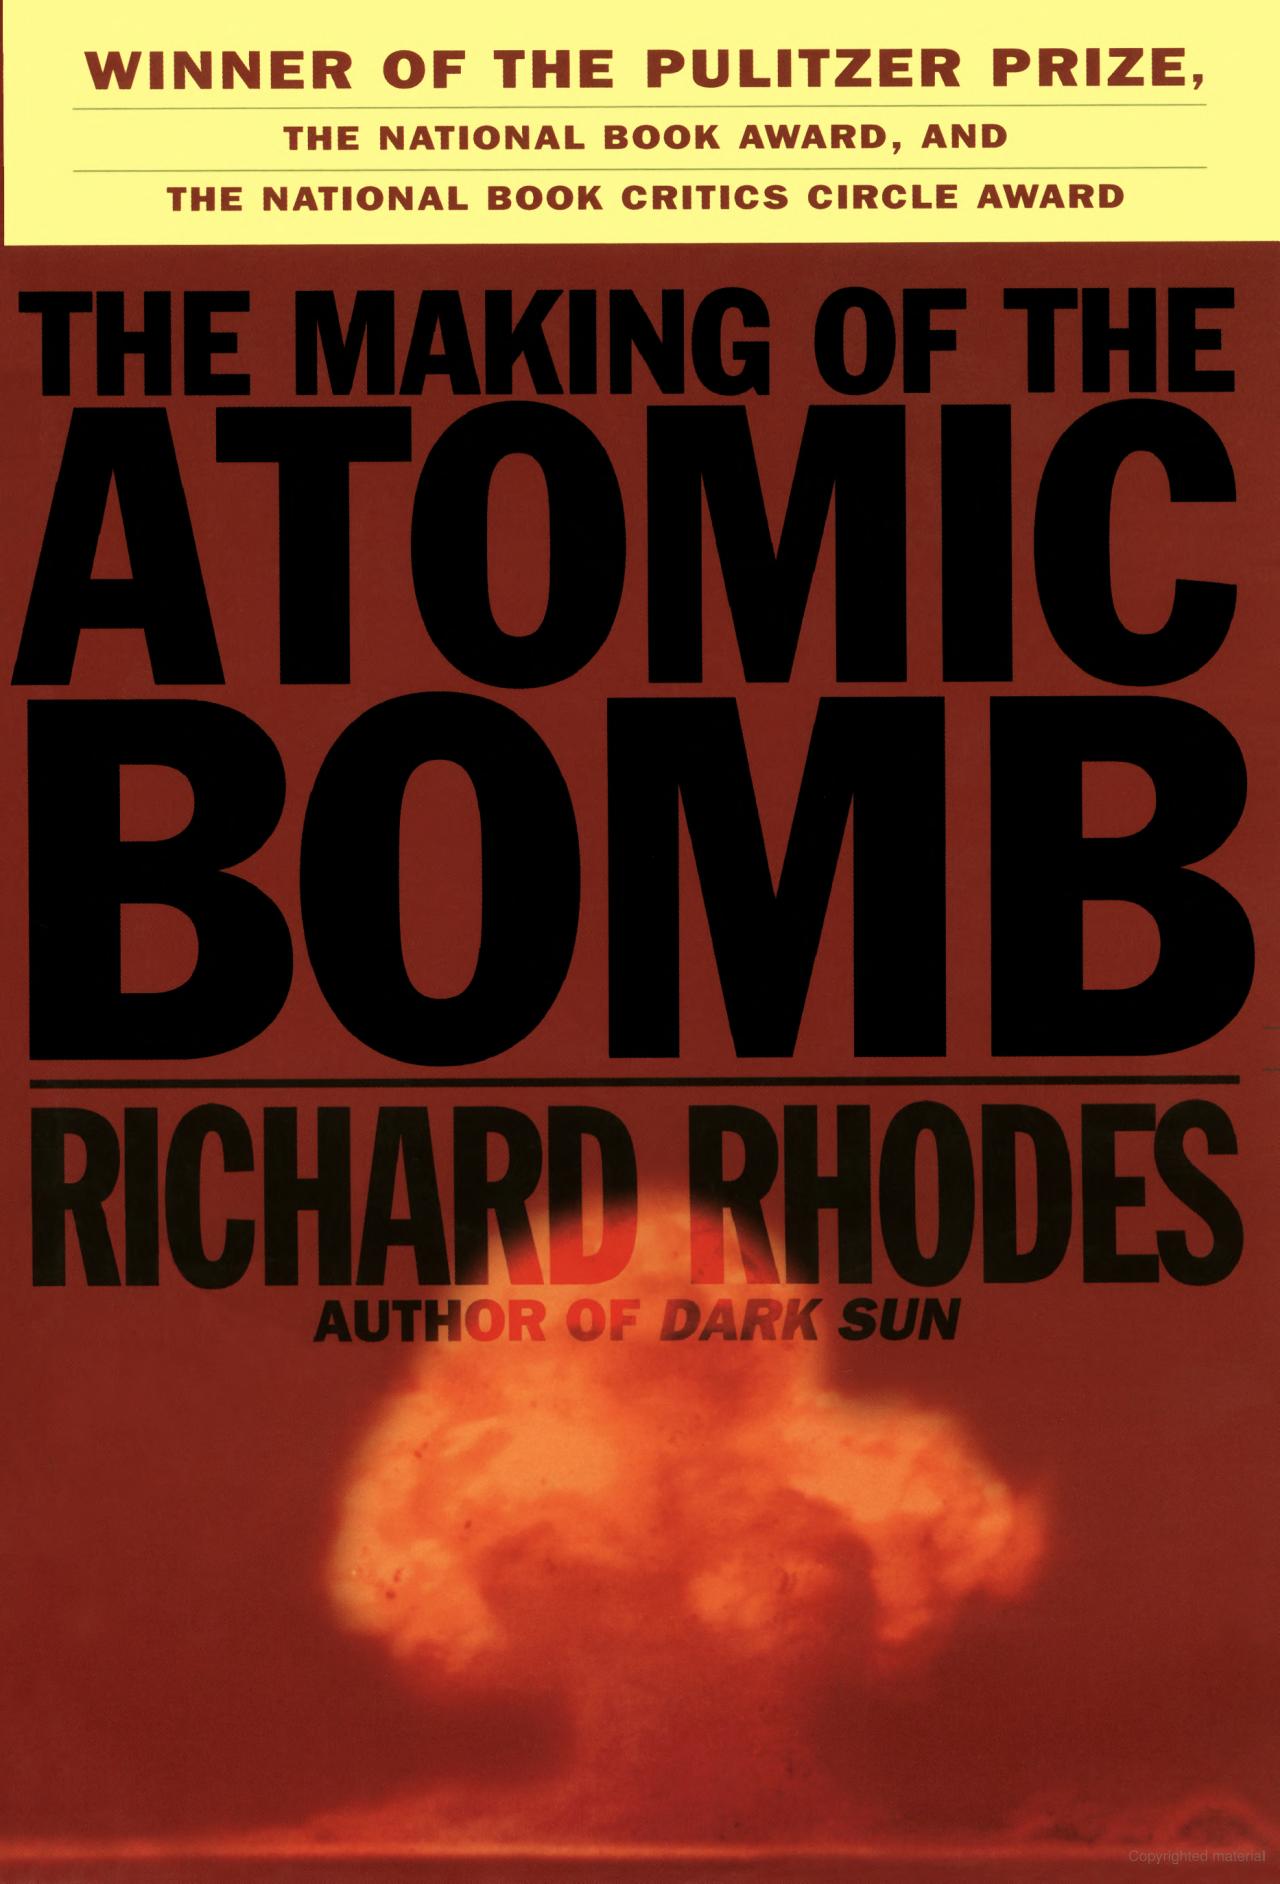 WINNER OF THE PULITZER PRIZE,
THE NATIONAL BOOK AWARD, AND
THE NATIONAL BOOK CRITICS CIRCLE AWARD
THE MAKING OF THE
ATOMIC
BOMB
RICHARD RHODES
AUTHOR OF DARK SUN
Copyrighted material